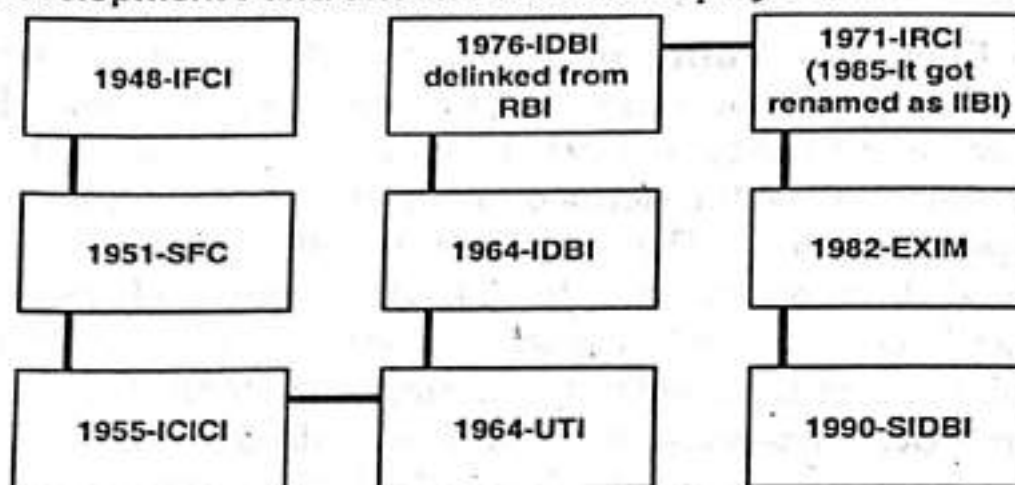 1948-IFCI
1951-SFC
1955-ICICI
1964-UTI
1964-IDBI
1976-IDBI
delinked from
RBI
1971-IRCI
(1985-It got
renamed as IIBI)
1982-EXIM
1990-SIDBI